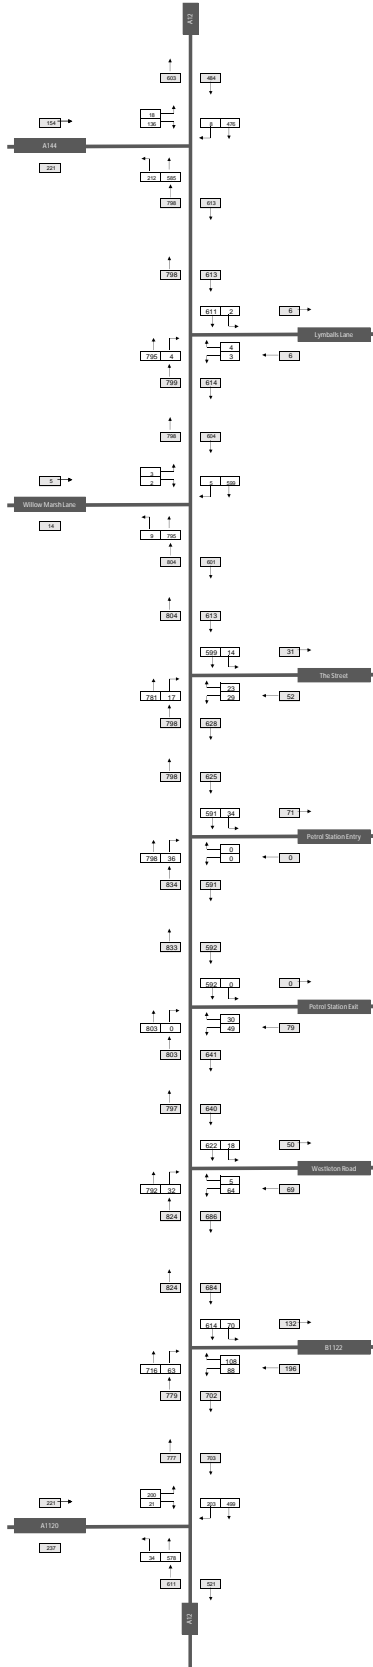 A12
603 484
18
154 136 8 476
A144
221 212 585
798 613
798 613
611 2 6
Lymballs Lane
795 4 4
3 6
799 614
798 604
3
5 2 5 599
Willow Marsh Lane
14 9 795
804 601
804 613
599 14 31
The Street
781 17 23
29 52
798 628
798 625
591 34 71
Petrol Station Entry
798 36 0
0 0
834 591
833 592
592 0 0
Petrol Station Exit
803 0 30
49 79
803 641
797 640
622 18 50
Westleton Road
792 32 5
64 69
824 686
824 684
614 70 132
B1122
716 63 108
88 196
779 702
777 703
200
221 21 203 499
A1120
237 34 578
611 521
A12